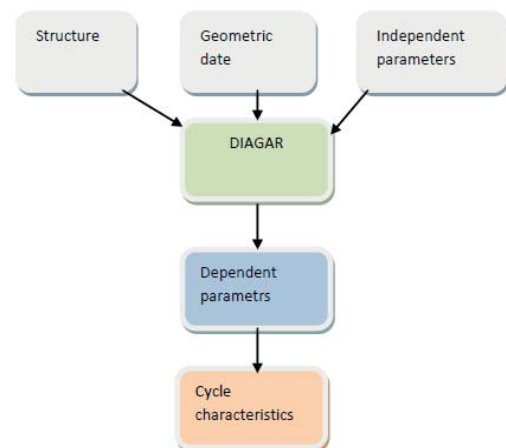 Structure
Geometric
date
Independent
parameters
DIAGAR
Dependent
parametrs
Cycle
characteristics